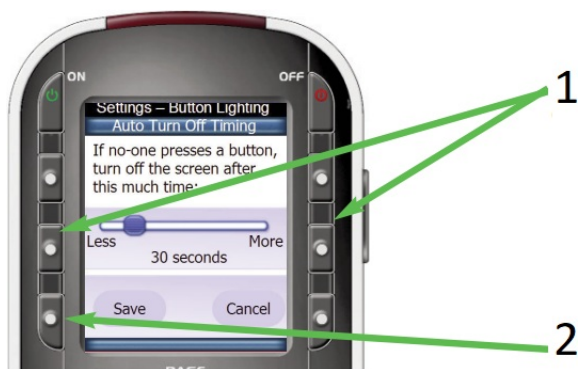 ON
OFF
1
Settings – Button Lighting
Auto Turn Off Timing
If no-one presses a button,
turn off the screen after
this much time:
Less
More
30 seconds
Save
Cancel
2